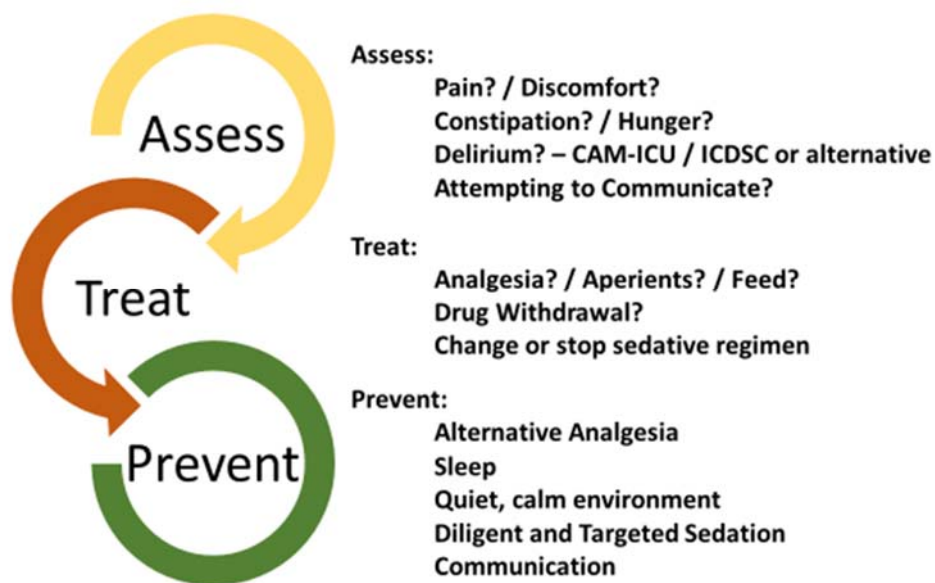 Assess
Treat
Prevent
Assess:
Pain? / Discomfort?
Constipation? / Hunger?
Delirium? – CAM-ICU / ICDSC or alternative
Attempting to Communicate?
Treat:
Analgesia? / Aperients? / Feed?
Drug Withdrawal?
Change or stop sedative regimen
Prevent:
Alternative Analgesia
Sleep
Quiet, calm environment
Diligent and Targeted Sedation
Communication